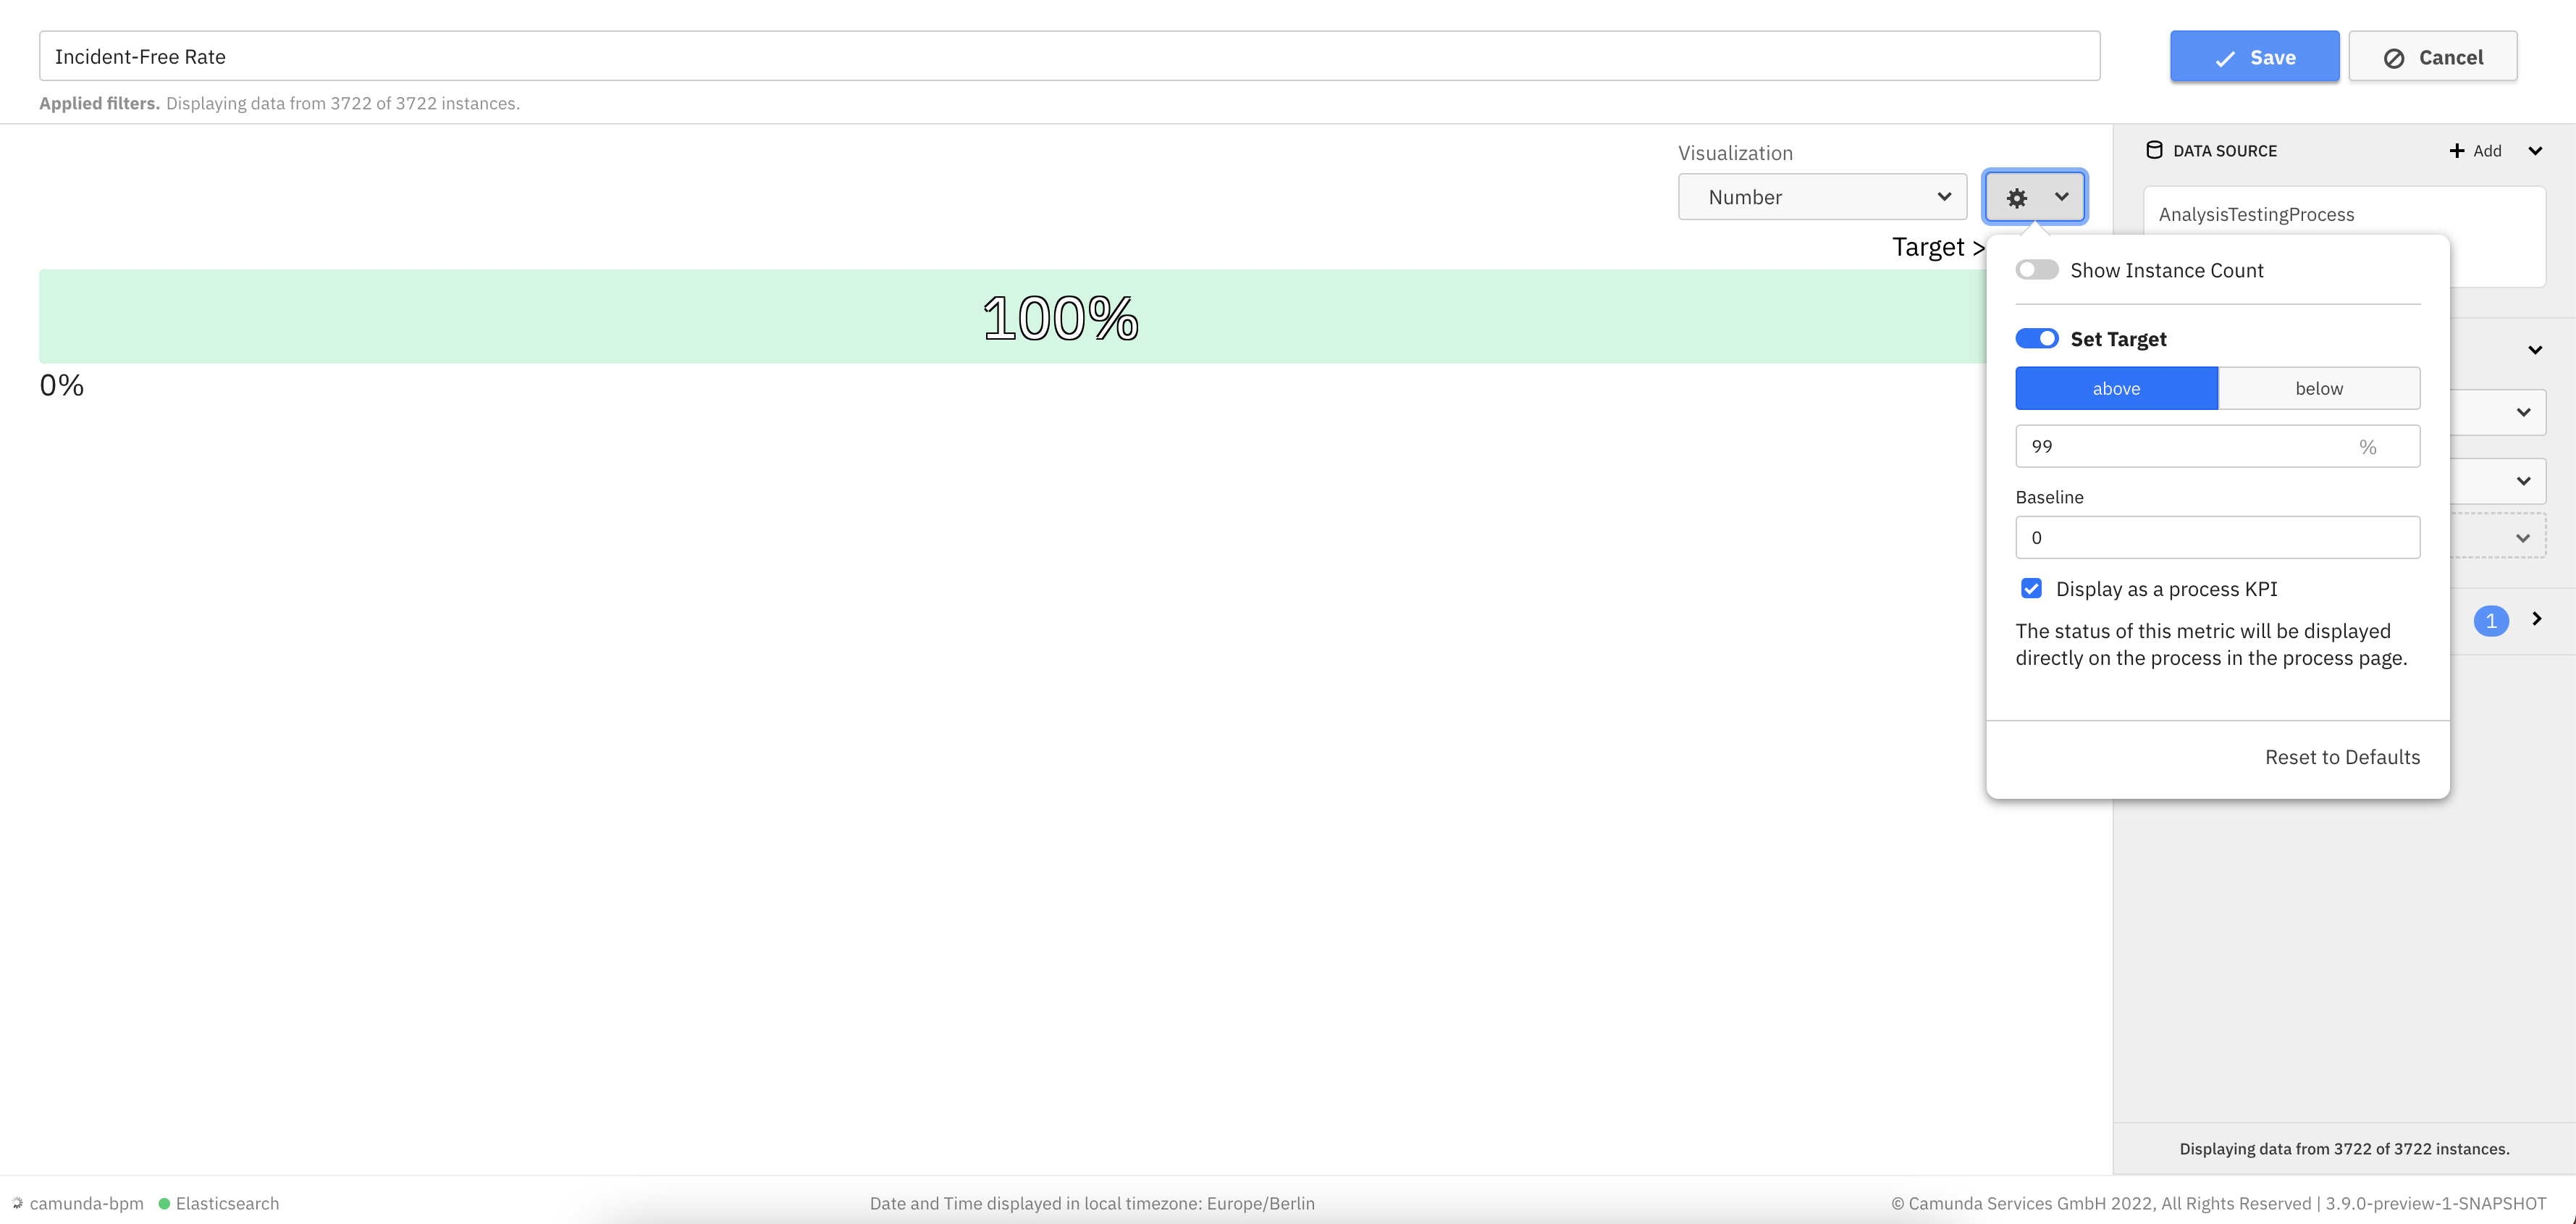 Incident-Free Rate
Save
Cancel
Applied filters. Displaying data from 3722 of 3722 instances.
Visualization
Number
DATA SOURCE
Add
AnalysisTestingProcess
Target >
Show Instance Count
100%
0%
Set Target
above
below
99
%
Baseline
0
Display as a process KPI
The status of this metric will be displayed
directly on the process in the process page.
1
Reset to Defaults
Displaying data from 3722 of 3722 instances.
camunda-bpm
Elasticsearch
Date and Time displayed in local timezone: Europe/Berlin
© Camunda Services GmbH 2022, All Rights Reserved | 3.9.0-preview-1-SNAPSHOT